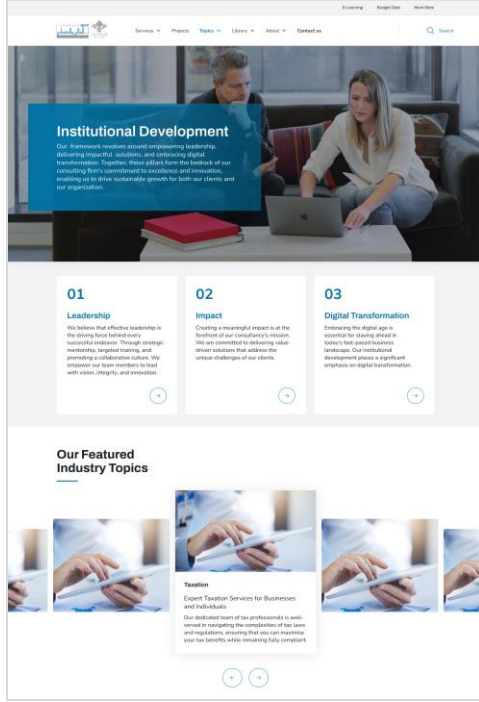 E-Learning Budget Data More Sites
Services Projects Topics Library About Contact us Search
Institutional Development
Our framework revolves around empowering leadership,
delivering impactful solutions, and embracing digital
transformation. Together, these pillars form the bedrock of our
consulting firm's commitment to excellence and innovation,
enabling us to drive sustainable growth for both our clients and
our organization.
01
Leadership
We believe that effective leadership is
the driving force behind every
successful endeavor. Through strategic
mentorship, targeted training, and
promoting a collaborative culture. We
empower our team members to lead
with vision, integrity, and innovation.
02
Impact
Creating a meaningful impact is at the
forefront of our consultancy's mission.
We are committed to delivering value-
driven solutions that address the
unique challenges of our clients.
03
Digital Transformation
Embracing the digital age is
essential for staying ahead in
today's fast-paced business
landscape. Our institutional
development places a significant
emphasis on digital transformation.
Our Featured
Industry Topics
Taxation
Expert Taxation Services for Businesses
and Individuals
Our dedicated team of tax professionals is well-
versed in navigating the complexities of tax laws
and regulations, ensuring that you can maximize
your tax benefits while remaining fully compliant.